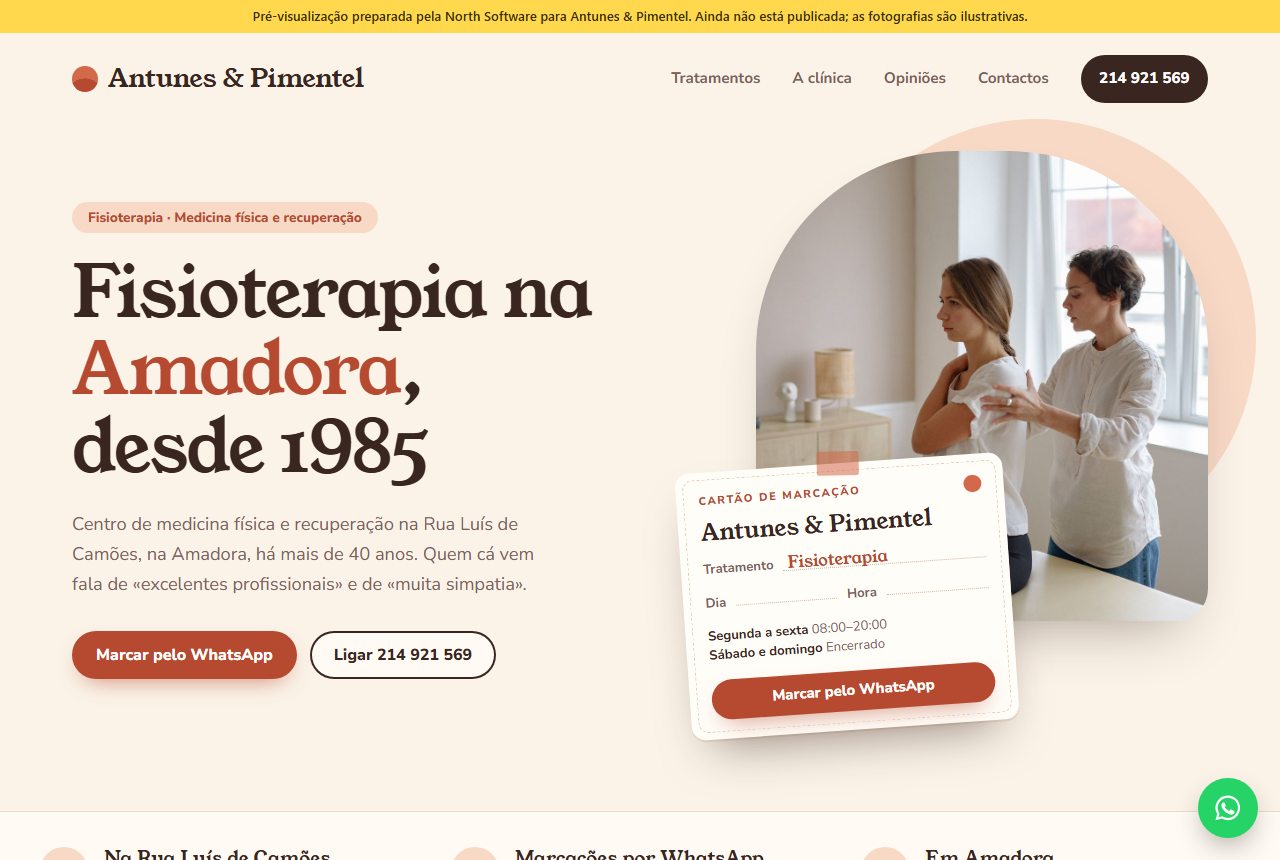 Pré-visualização preparada pela North Software para Antunes & Pimentel. Ainda não está publicada; as fotografias são ilustrativas.
Antunes & Pimentel
Tratamentos
A clínica
Opiniões
Contactos
214 921 569
Fisioterapia · Medicina física e recuperação
Fisioterapia na
Amadora,
desde 1985
Centro de medicina física e recuperação na Rua Luís de
Camões, na Amadora, há mais de 40 anos. Quem cá vem
fala de «excelentes profissionais» e de «muita simpatia».
Marcar pelo WhatsApp
Ligar 214 921 569
CARTÃO DE MARCAÇÃO
Antunes & Pimentel
Tratamento Fisioterapia
Dia Hora
Segunda a sexta 08:00–20:00
Sábado e domingo Encerrado
Marcar pelo WhatsApp
Na Rua Luís de Camões
Marcações por WhatsApp
Em Amadora